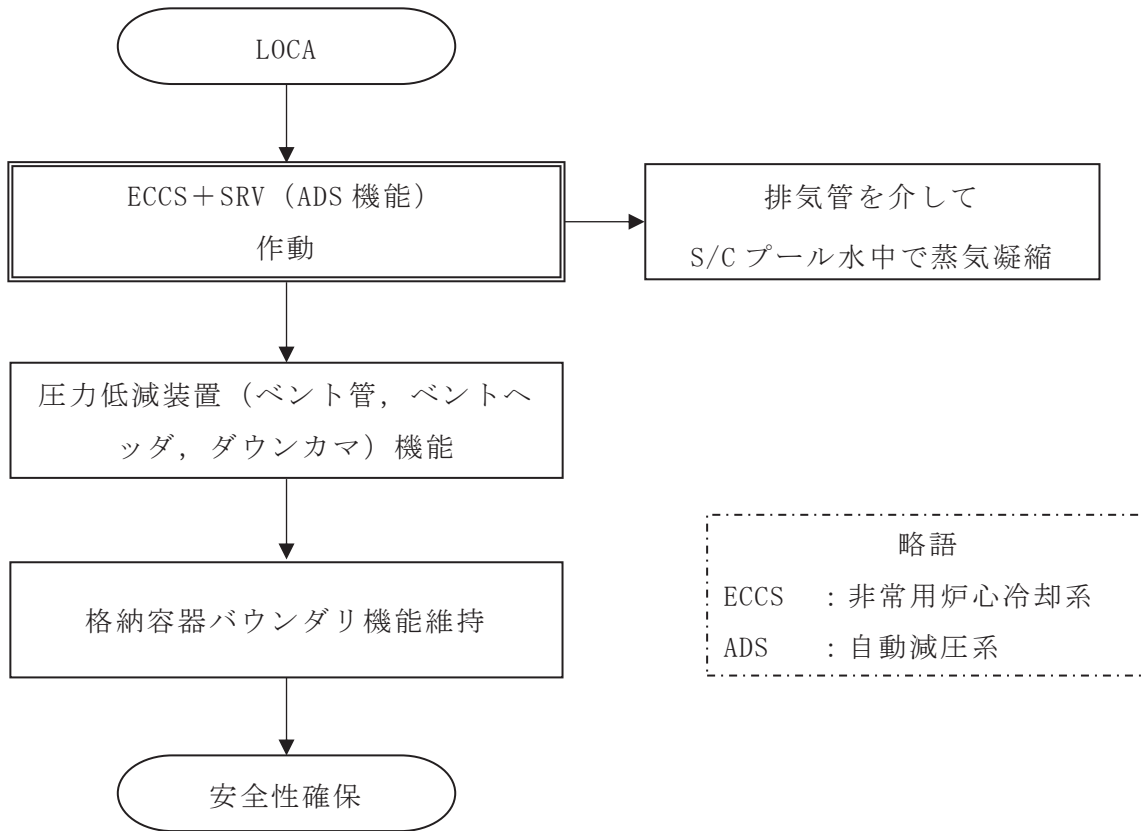 LOCA
ECCS+SRV(ADS 機能)
作動
排気管を介して
S/C プール水中で蒸気凝縮
圧力低減装置(ベント管,ベントヘ
ッダ,ダウンカマ)機能
格納容器バウンダリ機能維持
安全性確保
略語
ECCS :非常用炉心冷却系
ADS :自動減圧系